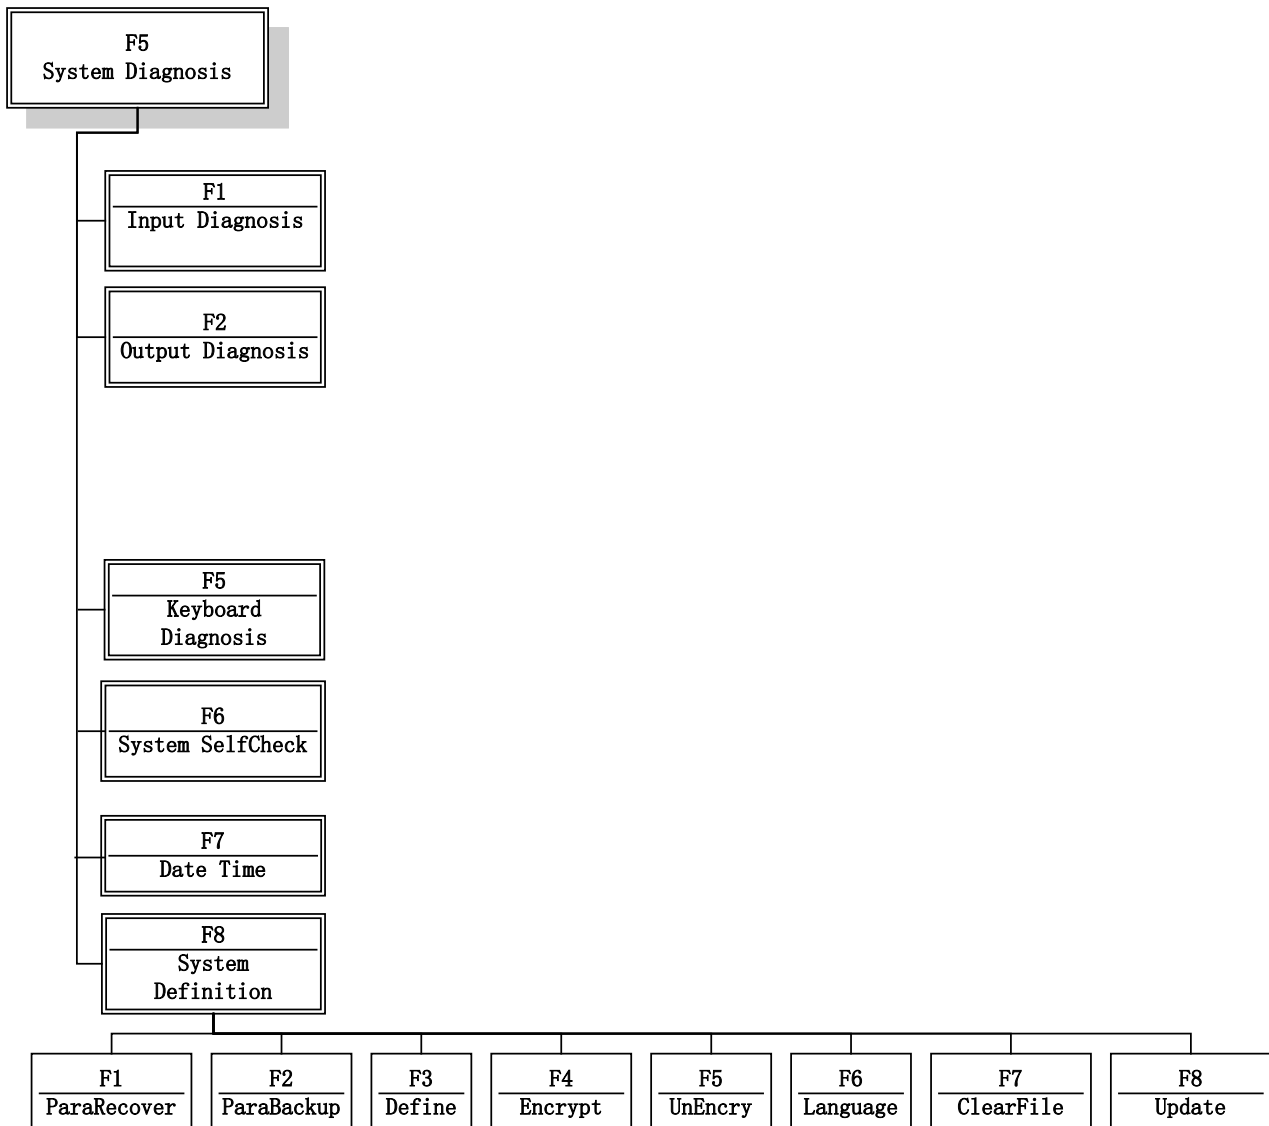 F5
System Diagnosis
F1
Input Diagnosis
F2
Output Diagnosis
F5
Keyboard
Diagnosis
F6
System SelfCheck
F7
Date Time
F8
System
Definition
F1
ParaRecover
F2
ParaBackup
F3
Define
F4
Encrypt
F5
UnEncry
F6
Language
F7
ClearFile
F8
Update